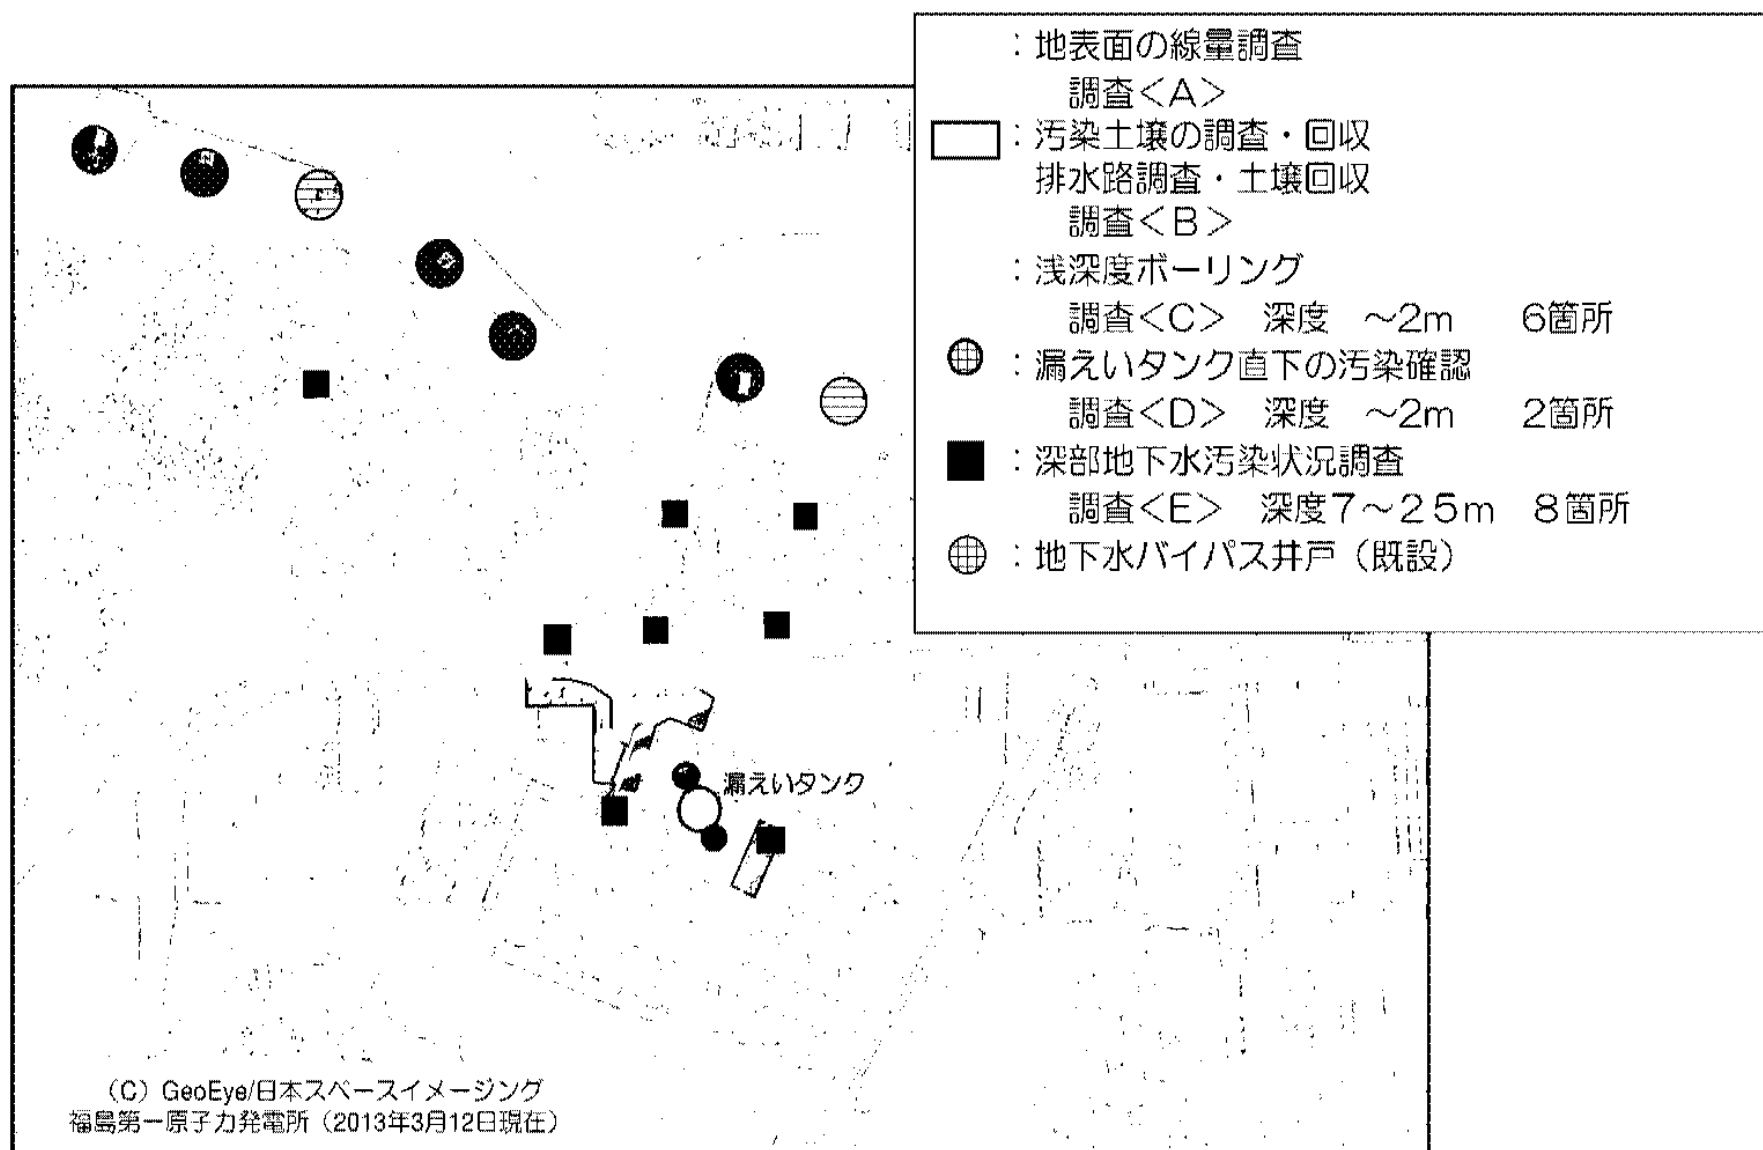 ：地表面の線量調査
調査＜A＞
：汚染土壌の調査・回収
排水路調査・土壌回収
調査＜B＞
：浅深度ボーリング
調査＜C＞ 深度 ～2m 6箇所
：漏えいタンク直下の汚染確認
調査＜D＞ 深度 ～2m 2箇所
：深部地下水汚染状況調査
調査＜E＞ 深度7～25m 8箇所
：地下水バイパス井戸（既設）
漏えいタンク
（C）GeoEye/日本スペースイメージング
福島第一原子力発電所（2013年3月12日現在）